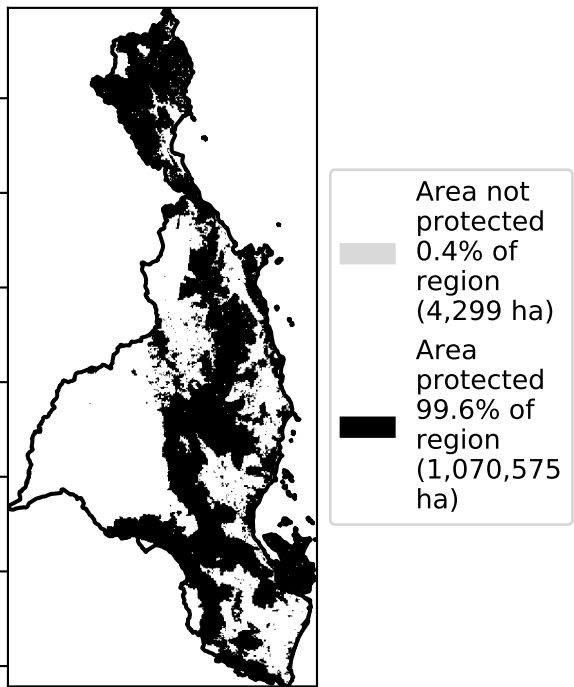 Area not
protected
0.4% of
region
(4,299 ha)
Area
protected
99.6% of
region
(1,070,575
ha)